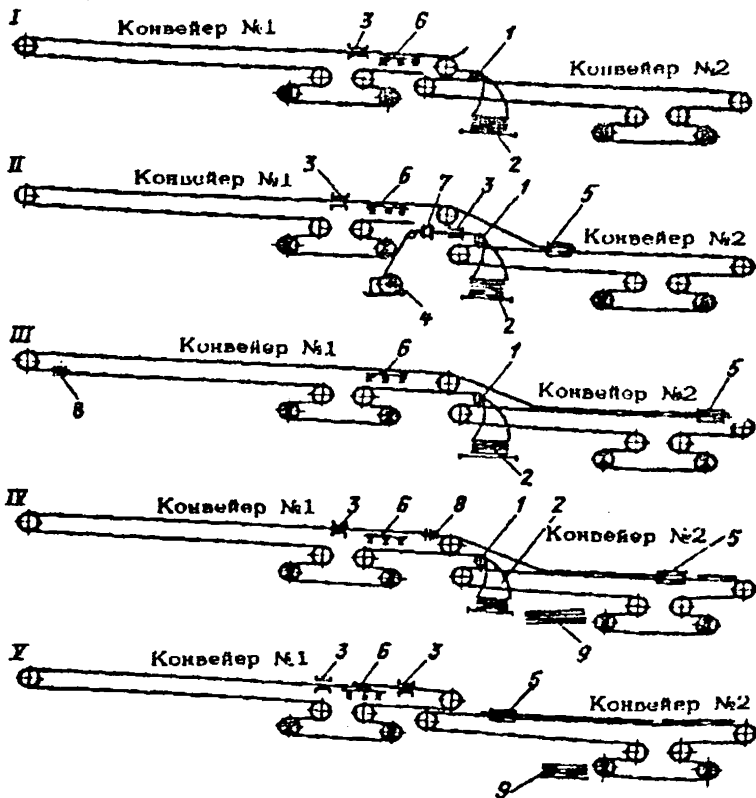 I
Конвейер №1 3 6 1
Конвейер №2
2
II
3
Конвейер №1 6 7 3 1 5
Конвейер №2
4 2
III
Конвейер №1 6 1
Конвейер №2 5
8
2
IV
Конвейер №1 3 6 8 1 2
Конвейер №2 5
9
V
Конвейер №1 3 6 3
5
Конвейер №2
9